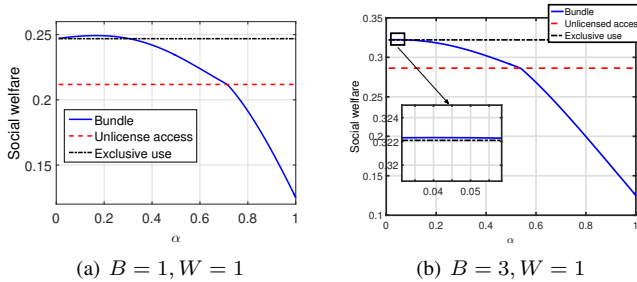 0.25
0.2
0.15
Social welfare
Bundle
Unlicense access
Exclusive use
0 0.2 0.4 0.6 0.8 1
α
(a) B = 1, W = 1
0.35
0.3
0.25
0.2
0.15
0.1
Social welfare
Bundle
Unlicensed access
Exclusive use
0.324
0.322
0.32
0.04 0.05
0 0.2 0.4 0.6 0.8 1
α
(b) B = 3, W = 1